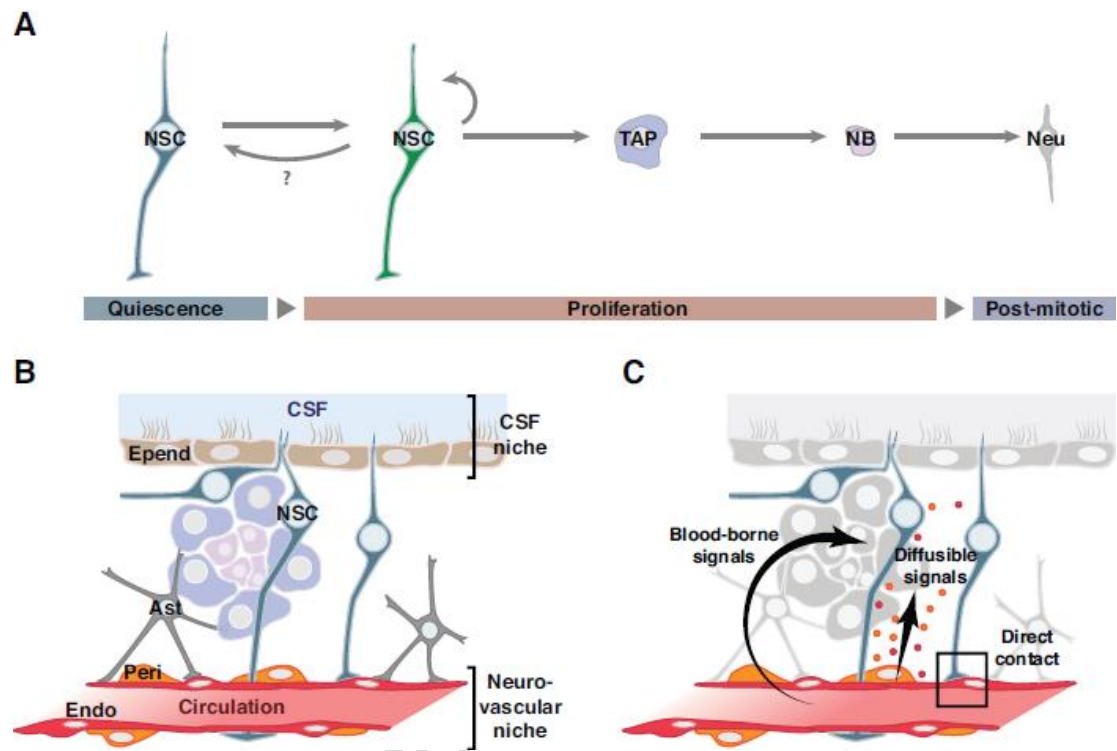 A
NSC
NSC
TAP
NB
Neu
?
Quiescence
Proliferation
Post-mitotic
B
CSF
Epend
CSF
niche
NSC
Ast
Peri
Endo
Circulation
Neuro-
vascular
niche
C
Blood-borne
signals
Diffusible
signals
Direct
contact